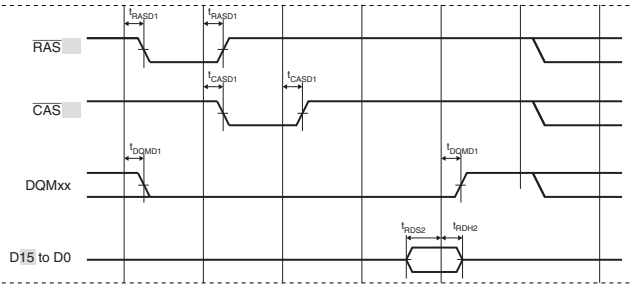 tRASD1 tRASD1
RAS
tCASD1 tCASD1
CAS
tDQMD1 tDQMD1
DQMxx
tRDS2 tRDH2
D15 to D0